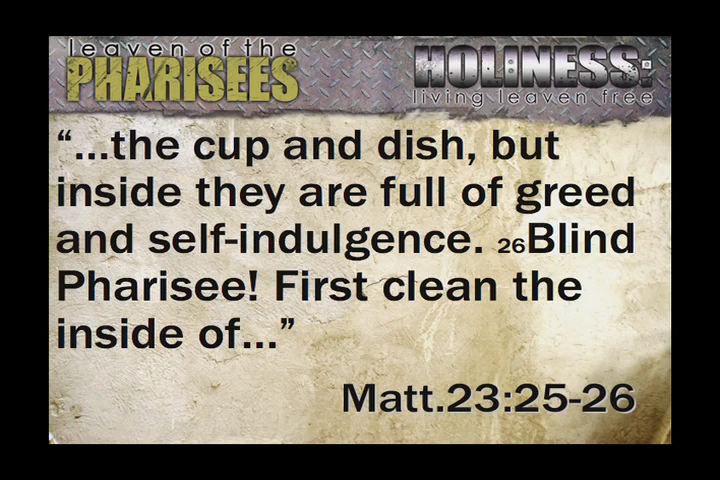 leaven of the
PHARISEES
HOLINESS:
living leaven free
“...the cup and dish, but
inside they are full of greed
and self-indulgence. 26Blind
Pharisee! First clean the
inside of...”
Matt.23:25-26